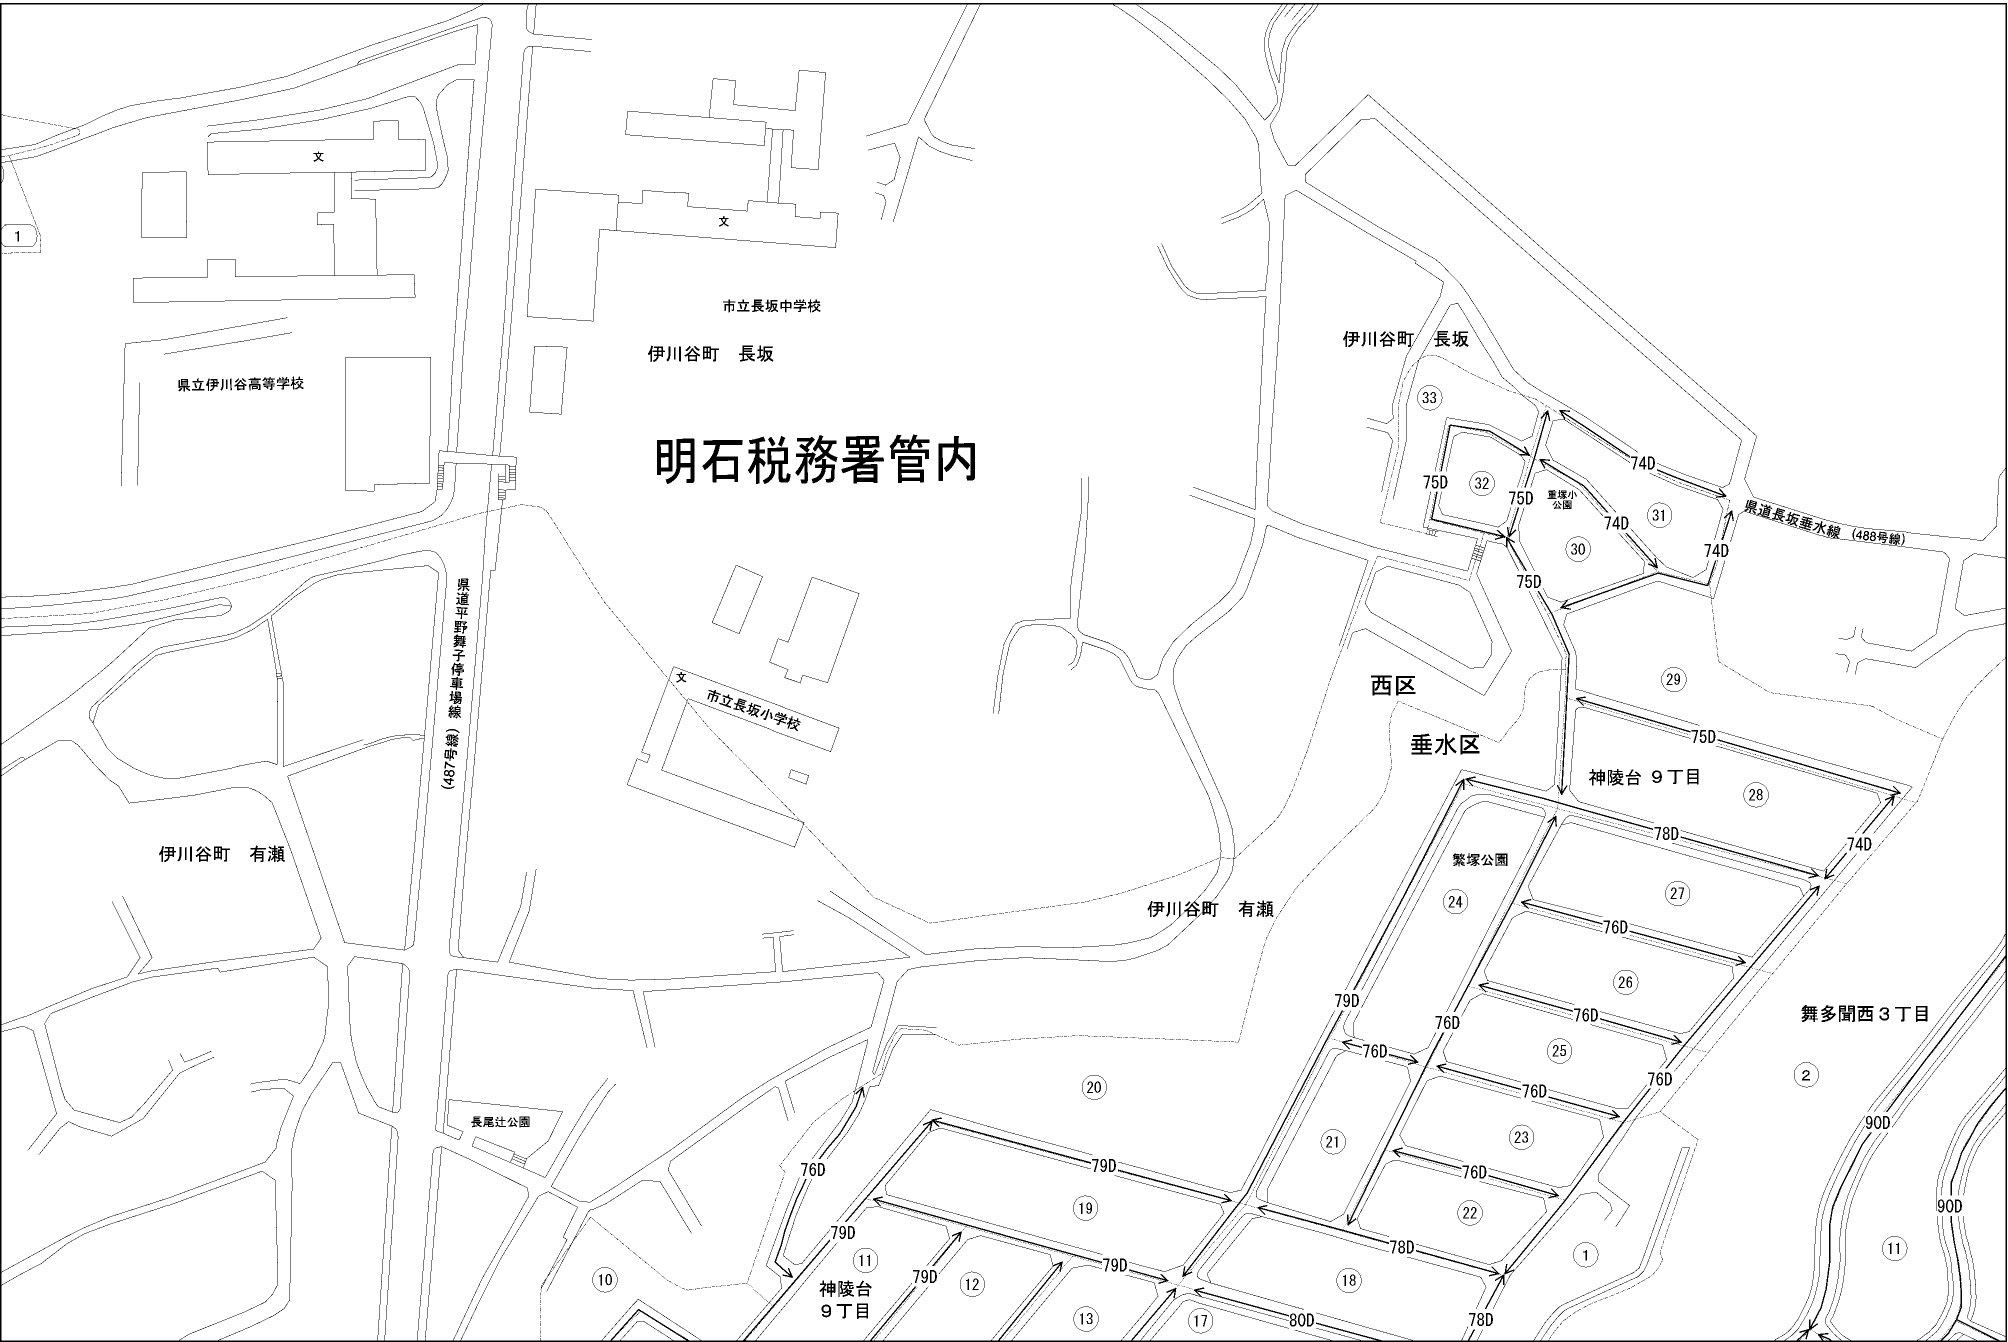 文
1
文
市立長坂中学校
伊川谷町　長坂
県立伊川谷高等学校
伊川谷町　長坂
33
明石税務署管内
74D
75D
32
75D
重塚小
公園
31
県道長坂垂水線（488号線）
74D
74D
30
75D
県道平野舞子停車場線（487号線）
文
市立長坂小学校
西区
29
垂水区
75D
神陵台 9丁目
28
78D
74D
伊川谷町　有瀬
繁塚公園
24
27
伊川谷町　有瀬
76D
26
79D
76D
76D
舞多聞西3丁目
25
76D
2
20
76D
76D
長尾辻公園
90D
21
23
79D
76D
76D
19
22
90D
79D
78D
11
79D
1
11
10
79D
12
18
神陵台
9丁目
13
17
80D
78D